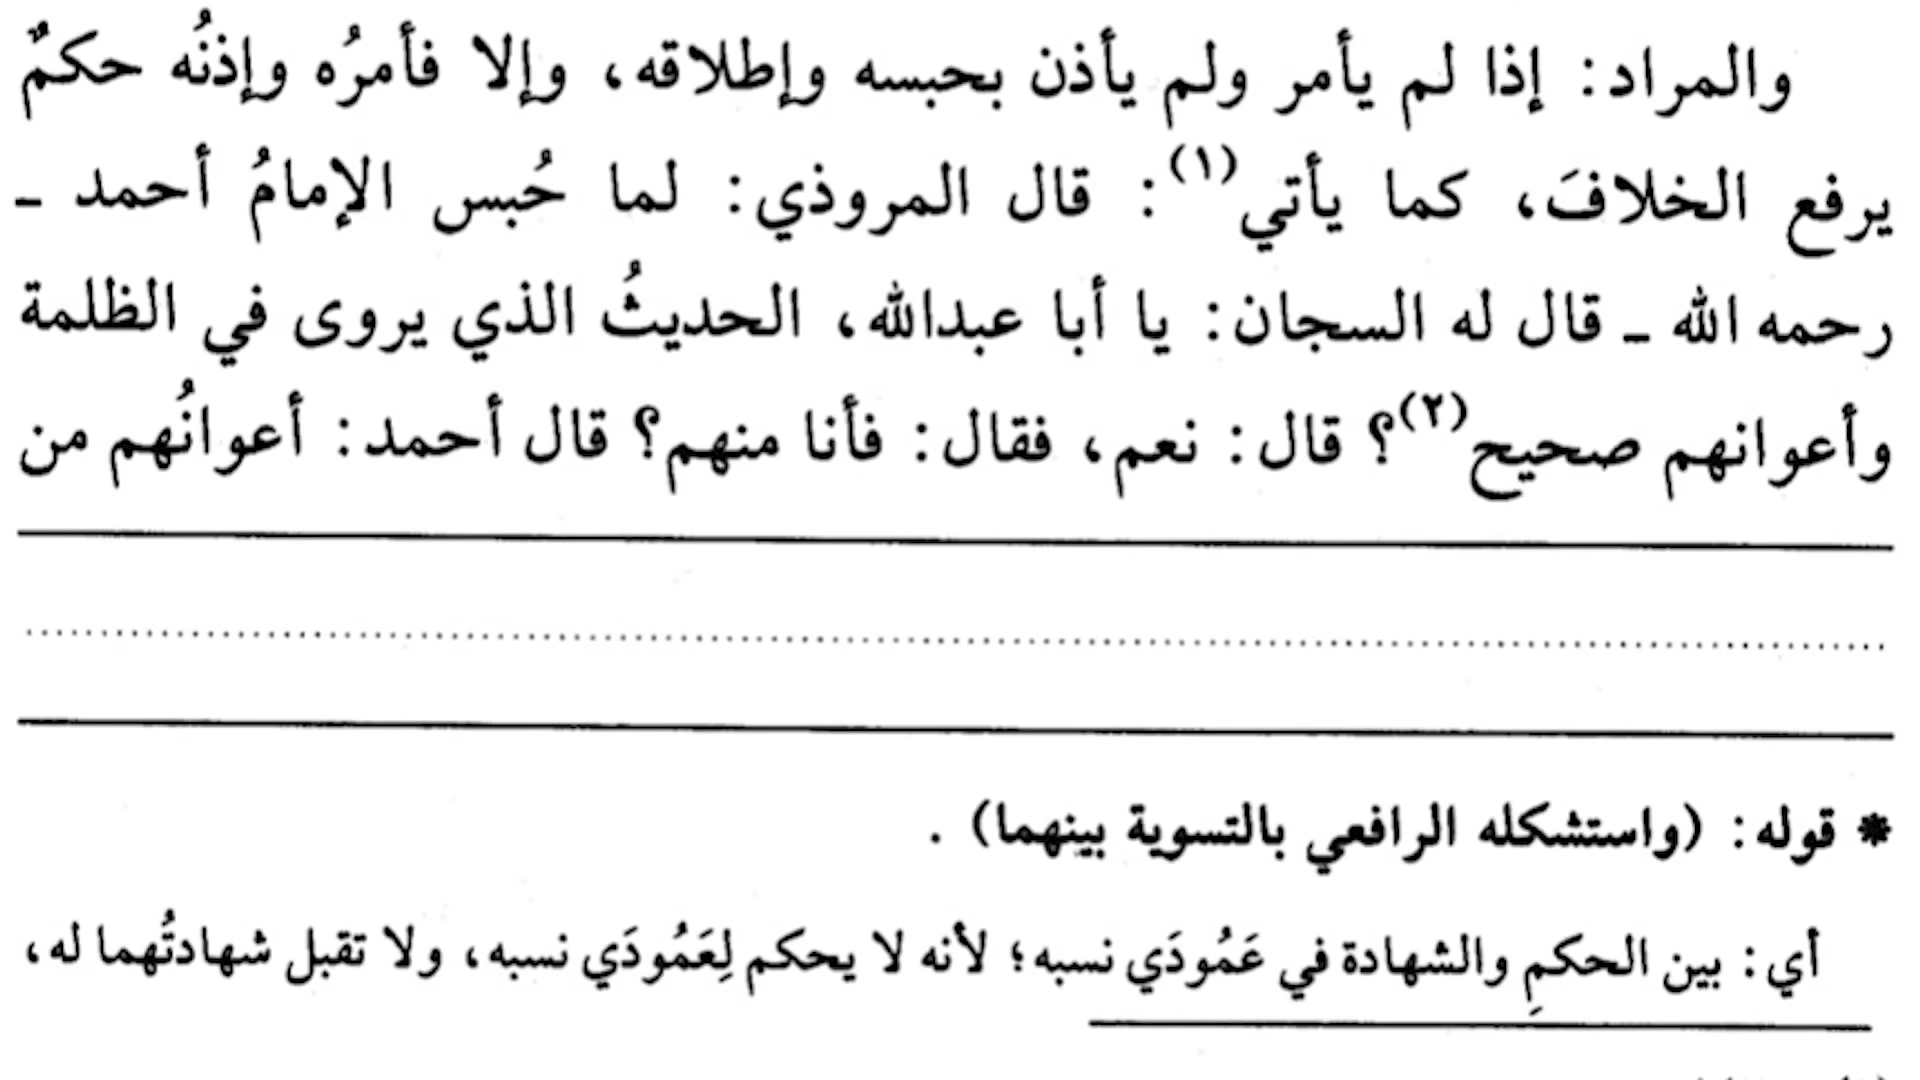 والمراد: إذا لم يأمر ولم يأذن بحبسه وإطلاقه، وإلا فأمرُه وإذنُه حكمٌ
يرفع الخلافَ، كما يأتي(١): قال المروذي: لما حُبس الإمامُ أحمد ـ
رحمه الله ـ قال له السجان: يا أبا عبدالله، الحديثُ الذي يروى في الظلمة
وأعوانهم صحيح(٢)؟ قال: نعم، فقال: فأنا منهم؟ قال أحمد: أعوانُهم من
* قوله: (واستشكله الرافعي بالتسوية بينهما) .
أي: بين الحكمِ والشهادة في عَمُودَي نسبه؛ لأنه لا يحكم لِعَمُودَي نسبه، ولا تقبل شهادتُهما له،